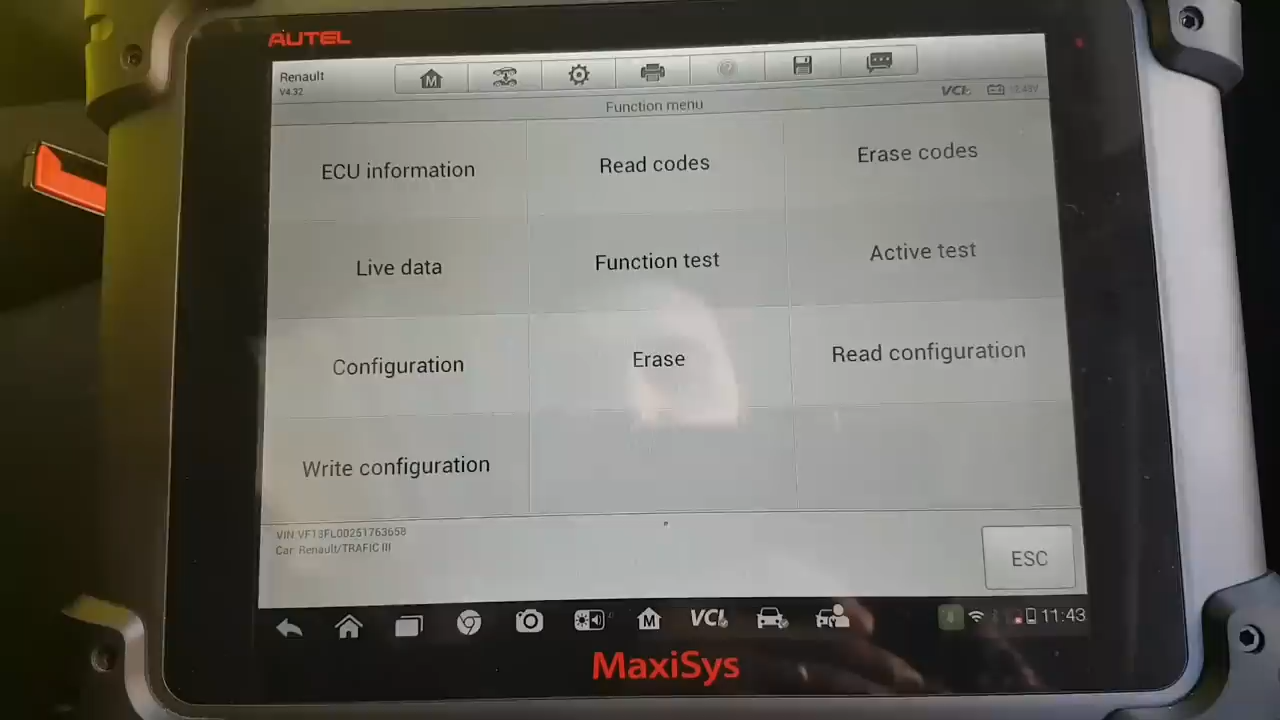 AUTEL
Renault
V4.32
M
Function menu
VCI
ECU information
Read codes
Erase codes
Live data
Function test
Active test
Configuration
Erase
Read configuration
Write configuration
Car Renault/TRAFIC III
ESC
M
VCI
11:43
MaxiSys